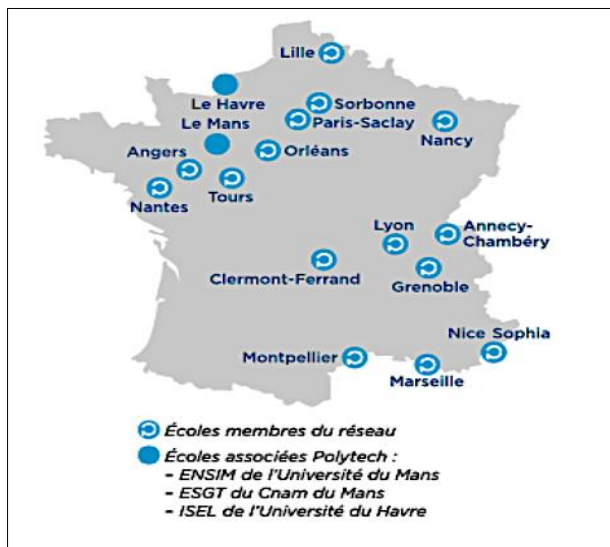 Lille
Le Havre
Sorbonne
Le Mans
Paris-Saclay
Nancy
Angers
Orléans
Nantes
Tours
Lyon
Annecy-
Chambéry
Clermont-Ferrand
Grenoble
Nice Sophia
Montpellier
Marseille
Écoles membres du réseau
Écoles associées Polytech :
– ENSIM de l'Université du Mans
– ESGT du Cnam du Mans
– ISEL de l'Université du Havre